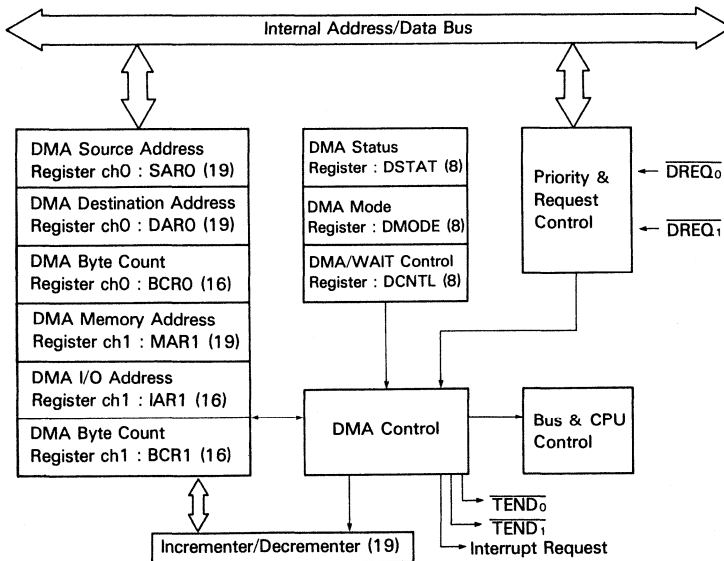 Internal Address/Data Bus
DMA Source Address
Register ch0 : SAR0 (19)
DMA Destination Address
Register ch0 : DAR0 (19)
DMA Byte Count
Register ch0 : BCR0 (16)
DMA Memory Address
Register ch1 : MAR1 (19)
DMA I/O Address
Register ch1 : IAR1 (16)
DMA Byte Count
Register ch1 : BCR1 (16)
DMA Status
Register : DSTAT (8)
DMA Mode
Register : DMODE (8)
DMA/WAIT Control
Register : DCNTL (8)
Priority &
Request
Control
DREQ₀
DREQ₁
DMA Control
Bus & CPU
Control
TEND₀
TEND₁
Interrupt Request
Incrementer/Decrementer (19)